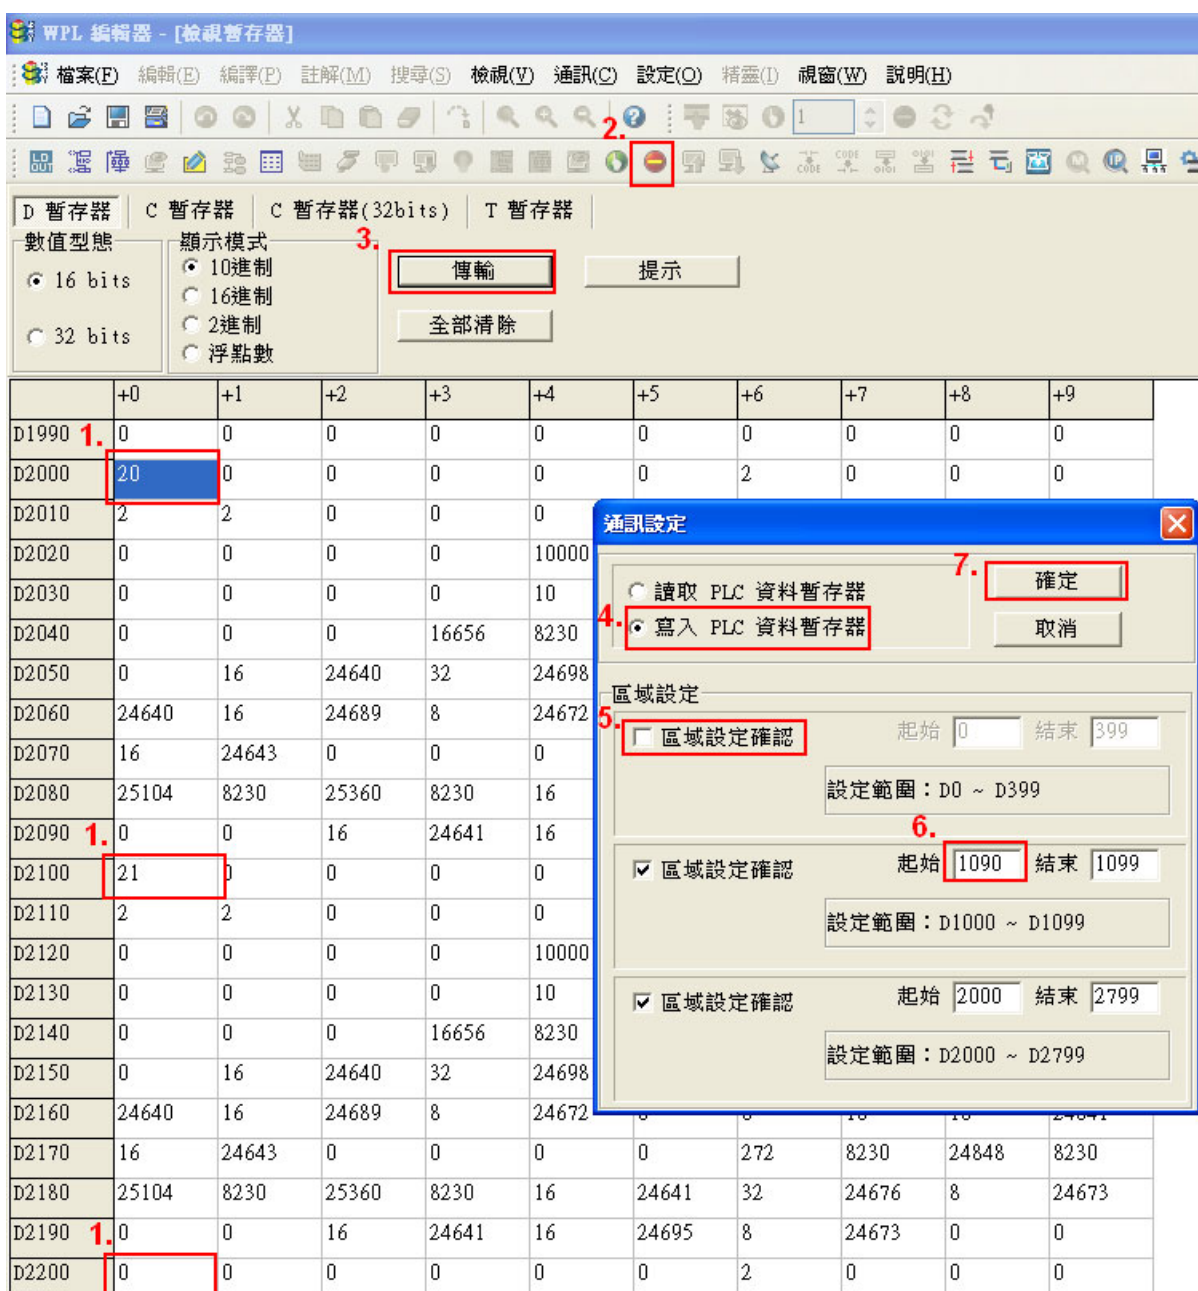 WPL 編輯器 - [檢視暫存器]
檔案(F) 編輯(E) 編譯(P) 註解(M) 搜尋(S) 檢視(V) 通訊(C) 設定(O) 精靈(I) 視窗(W) 說明(H)
2.
1
D 暫存器 C 暫存器 C 暫存器(32bits) T 暫存器
數值型態
16 bits
32 bits
顯示模式
10進制
16進制
2進制
浮點數
3.
傳輸 提示
全部清除
+0 +1 +2 +3 +4 +5 +6 +7 +8 +9
D1990 1. 0 0 0 0 0 0 0 0 0 0
D2000 20 0 0 0 0 0 2 0 0 0
D2010 2 2 0 0 0
D2020 0 0 0 0 10000
D2030 0 0 0 0 10
D2040 0 0 0 16656 8230
D2050 0 16 24640 32 24698
D2060 24640 16 24689 8 24672
D2070 16 24643 0 0 0
D2080 25104 8230 25360 8230 16
D2090 1. 0 0 16 24641 16
D2100 21 0 0 0 0
D2110 2 2 0 0 0
D2120 0 0 0 0 10000
D2130 0 0 0 0 10
D2140 0 0 0 16656 8230
D2150 0 16 24640 32 24698
D2160 24640 16 24689 8 24672
D2170 16 24643 0 0 0 0 272 8230 24848 8230
D2180 25104 8230 25360 8230 16 24641 32 24676 8 24673
D2190 1. 0 0 16 24641 16 24695 8 24673 0 0
D2200 0 0 0 0 0 0 2 0 0 0
通訊設定
讀取 PLC 資料暫存器
4. 寫入 PLC 資料暫存器
7. 確定
取消
區域設定
5. 區域設定確認 起始 0 結束 399
設定範圍：D0 ~ D399
6.
區域設定確認 起始 1090 結束 1099
設定範圍：D1000 ~ D1099
區域設定確認 起始 2000 結束 2799
設定範圍：D2000 ~ D2799